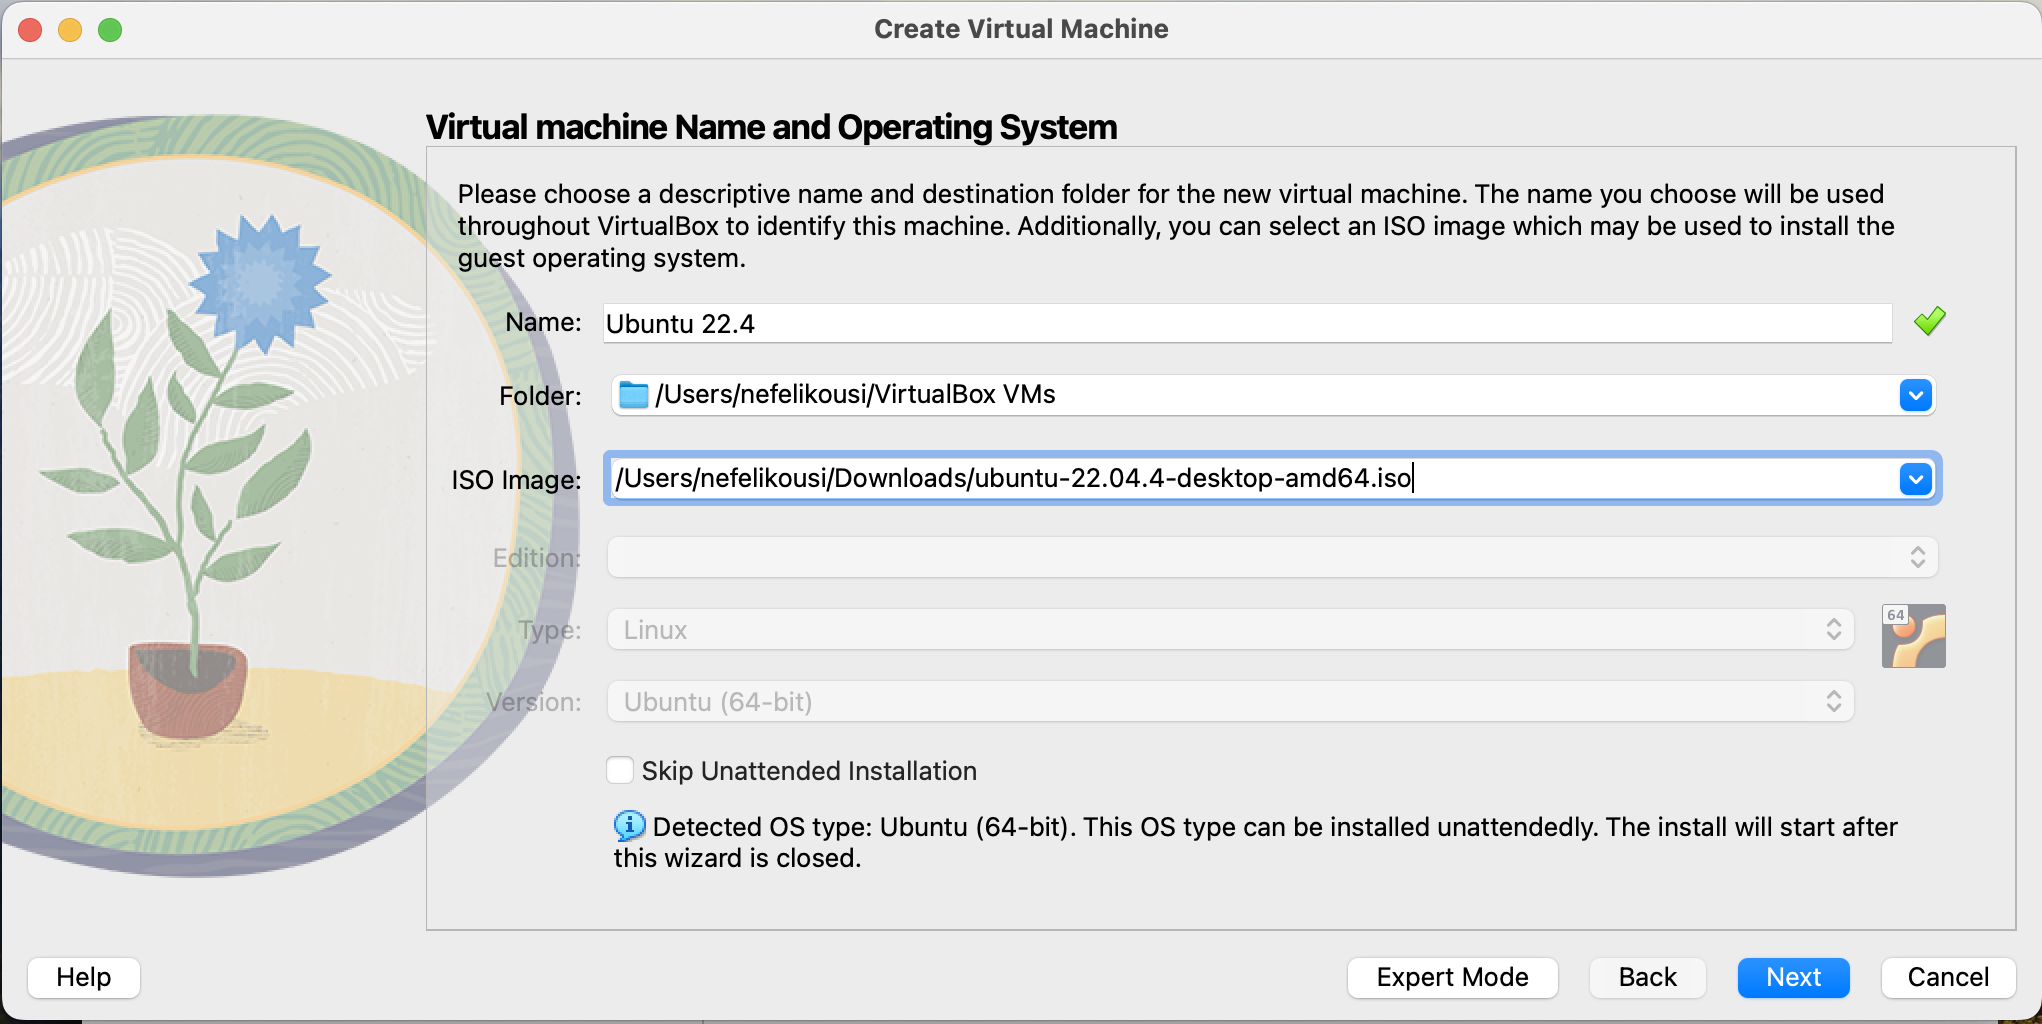 Create Virtual Machine
Virtual machine Name and Operating System
Please choose a descriptive name and destination folder for the new virtual machine. The name you choose will be used
throughout VirtualBox to identify this machine. Additionally, you can select an ISO image which may be used to install the
guest operating system.
Name: Ubuntu 22.4
Folder: /Users/nefelikousi/VirtualBox VMs
ISO Image: /Users/nefelikousi/Downloads/ubuntu-22.04.4-desktop-amd64.iso
Edition:
Type: Linux 64
Version: Ubuntu (64-bit)
Skip Unattended Installation
Detected OS type: Ubuntu (64-bit). This OS type can be installed unattendedly. The install will start after
this wizard is closed.
Help Expert Mode Back Next Cancel